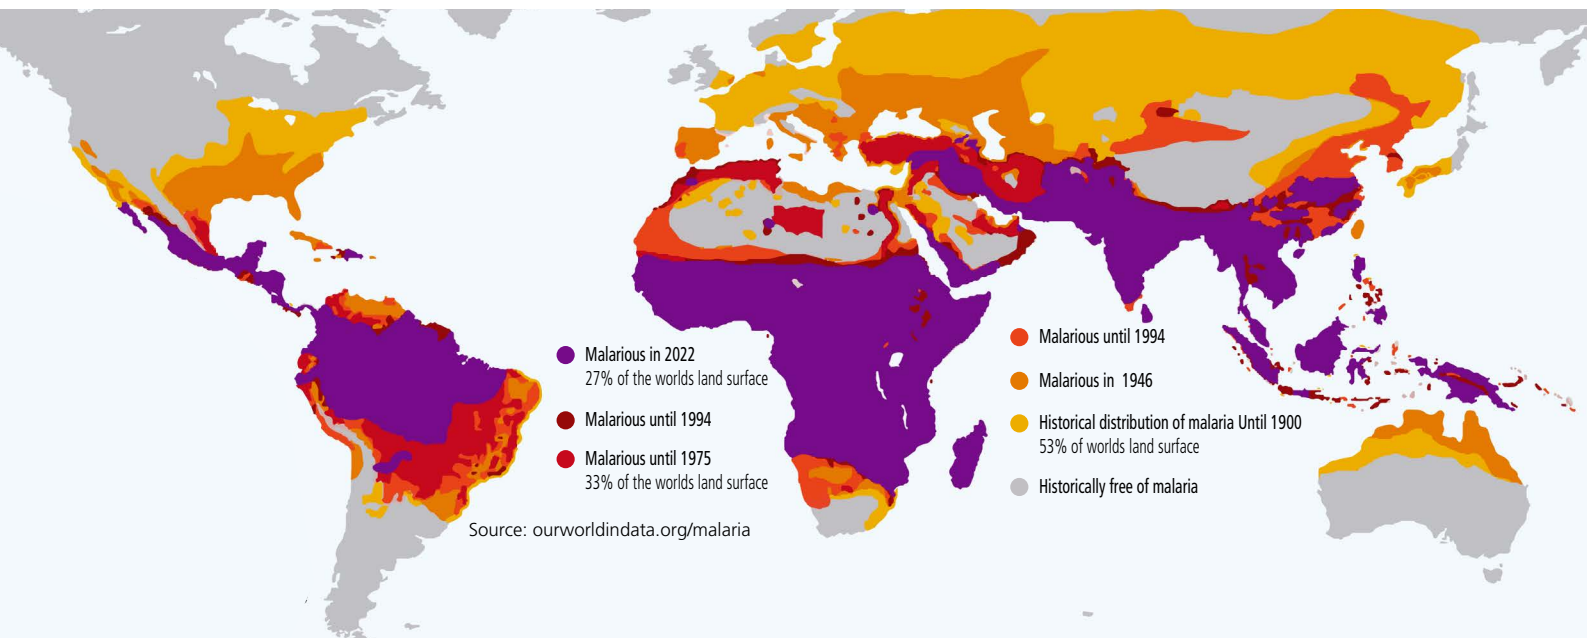 Malarious in 2022
27% of the worlds land surface
Malarious until 1994
Malarious until 1975
33% of the worlds land surface
Malarious until 1994
Malarious in 1946
Historical distribution of malaria Until 1900
53% of worlds land surface
Historically free of malaria
Source: ourworldindata.org/malaria